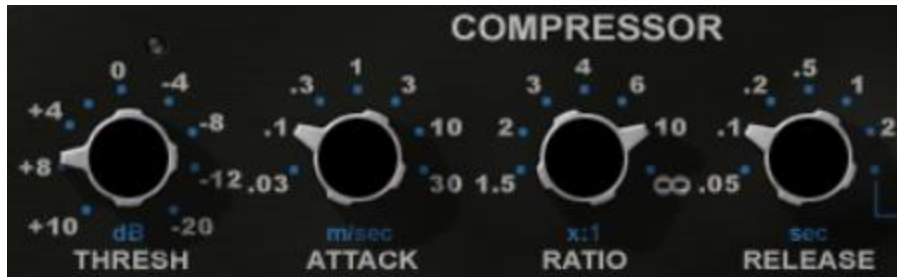 COMPRESSOR
0
+4 -4
+8 -8
+10 -12
-20
dB
THRESH
1
.3 3
.1 10
.03 30
m/sec
ATTACK
4
3 6
2 10
1.5 ∞
x:1
RATIO
.5
.2 1
.1 2
.05
sec
RELEASE